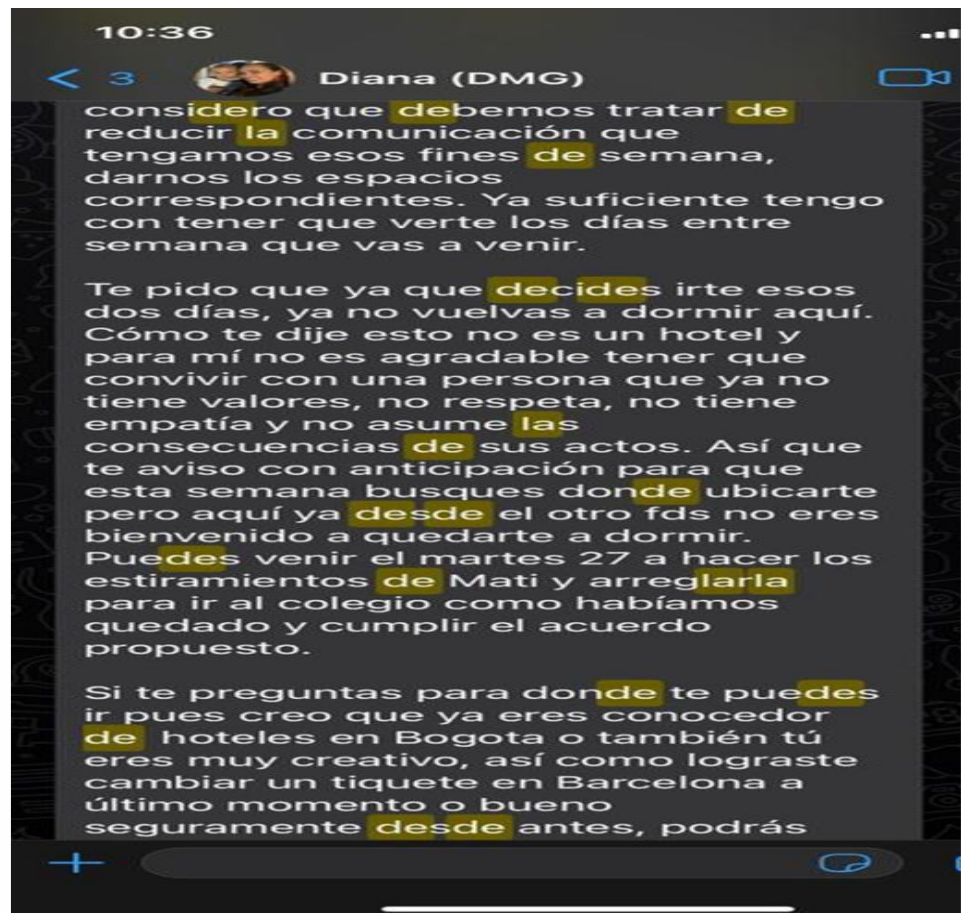 10:36
3 Diana (DMG)
considero que debemos tratar de
reducir la comunicación que
tengamos esos fines de semana,
darnos los espacios
correspondientes. Ya suficiente tengo
con tener que verte los días entre
semana que vas a venir.
Te pido que ya que decides irte esos
dos días, ya no vuelvas a dormir aquí.
Cómo te dije esto no es un hotel y
para mí no es agradable tener que
convivir con una persona que ya no
tiene valores, no respeta, no tiene
empatía y no asume las
consecuencias de sus actos. Así que
te aviso con anticipación para que
esta semana busques donde ubicarte
pero aquí ya desde el otro fds no eres
bienvenido a quedarte a dormir.
Puedes venir el martes 27 a hacer los
estiramientos de Mati y arreglarla
para ir al colegio como habíamos
quedado y cumplir el acuerdo
propuesto.
Si te preguntas para donde te puedes
ir pues creo que ya eres conocedor
de hoteles en Bogota o también tú
eres muy creativo, así como lograste
cambiar un tiquete en Barcelona a
último momento o bueno
seguramente desde antes, podrás